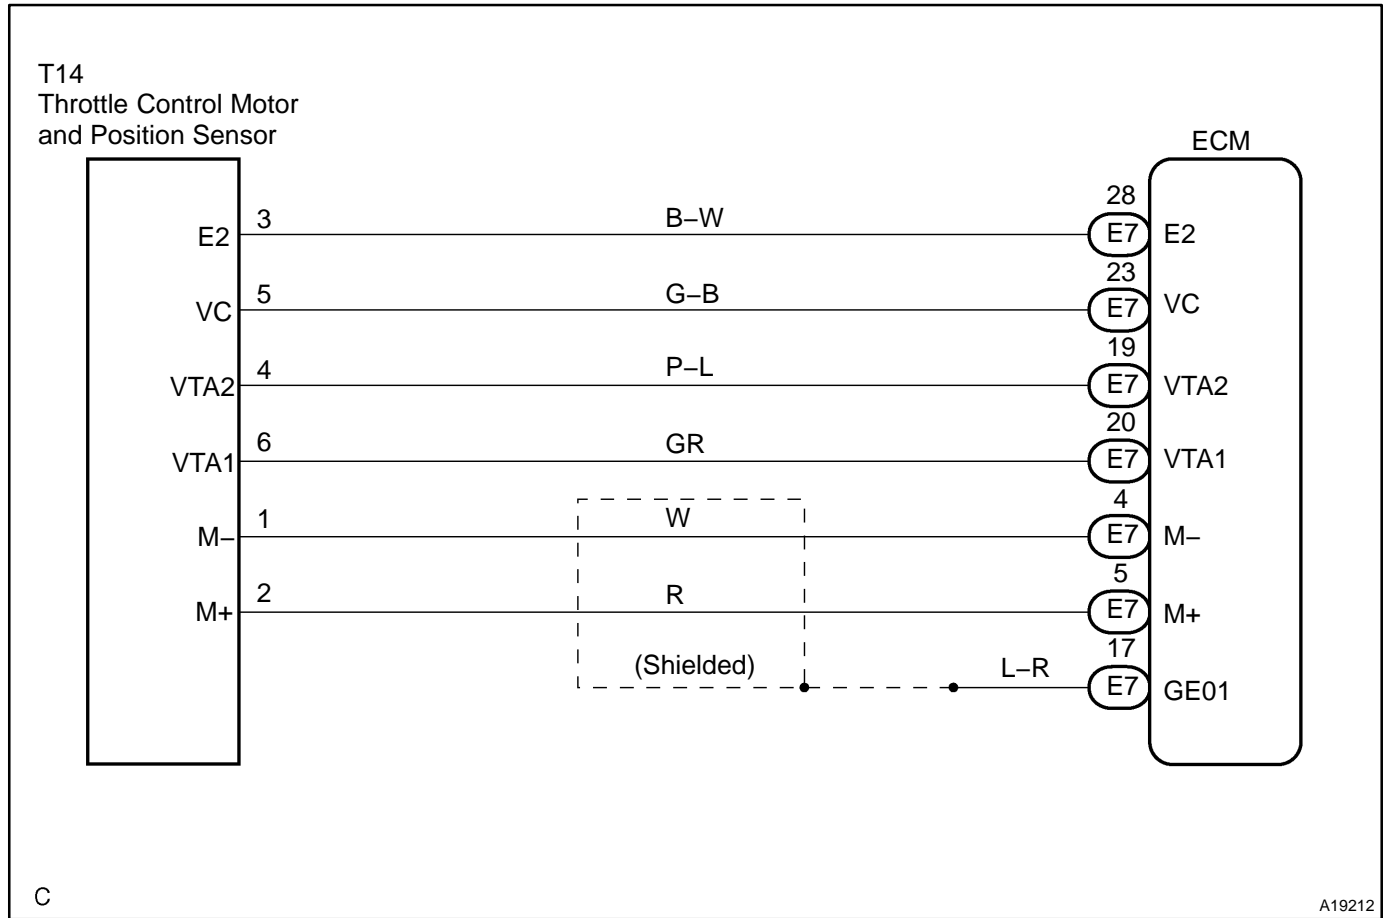 T14
Throttle Control Motor
and Position Sensor
ECM
E2 3 B–W 28 E7 E2
VC 5 G–B 23 E7 VC
VTA2 4 P–L 19 E7 VTA2
VTA1 6 GR 20 E7 VTA1
M– 1 W 4 E7 M–
M+ 2 R 5 E7 M+
(Shielded) L–R 17 E7 GE01
C
A19212